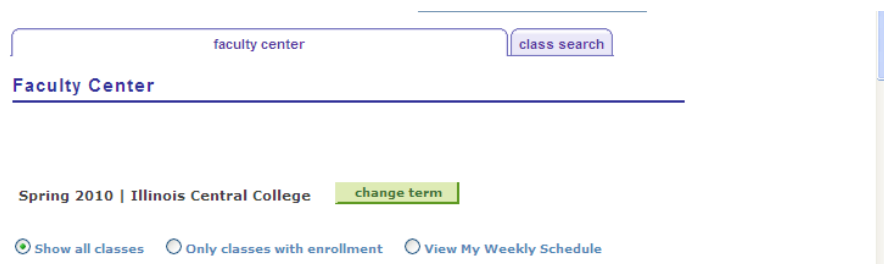 faculty center class search
Faculty Center
Spring 2010 | Illinois Central College change term
Show all classes Only classes with enrollment View My Weekly Schedule